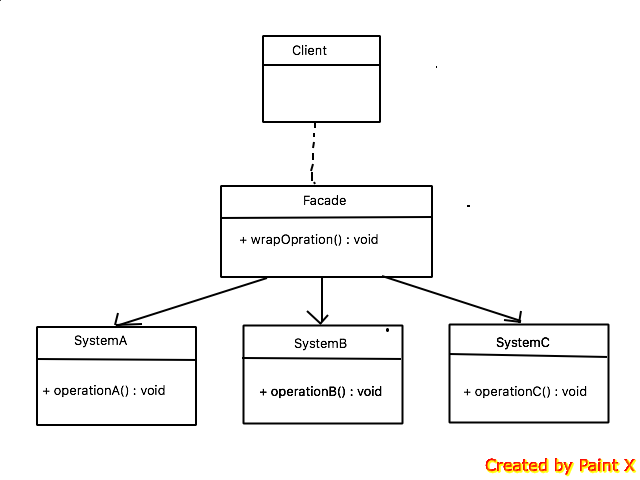 Client
Facade
+ wrapOpration() : void
SystemA
+ operationA() : void
SystemB
+ operationB() : void
SystemC
+ operationC() : void
Created by Paint X